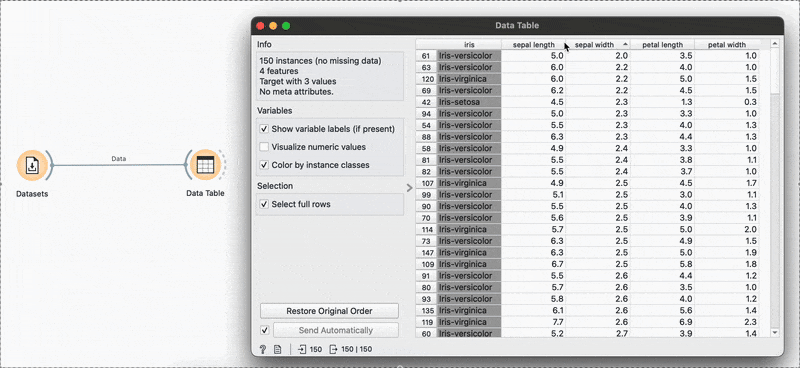 Data Table
Info
150 instances (no missing data)
4 features
Target with 3 values
No meta attributes.
Variables
Show variable labels (if present)
Visualize numeric values
Color by instance classes
Selection
Select full rows
Restore Original Order
Send Automatically
150
150 | 150
Data
Datasets
Data Table
iris sepal length sepal width petal length petal width
61 Iris-versicolor 5.0 2.0 3.5 1.0
63 Iris-versicolor 6.0 2.2 4.0 1.0
120 Iris-virginica 6.0 2.2 5.0 1.5
69 Iris-versicolor 6.2 2.2 4.5 1.5
42 Iris-setosa 4.5 2.3 1.3 0.3
94 Iris-versicolor 5.0 2.3 3.3 1.0
54 Iris-versicolor 5.5 2.3 4.0 1.3
88 Iris-versicolor 6.3 2.3 4.4 1.3
58 Iris-versicolor 4.9 2.4 3.3 1.0
81 Iris-versicolor 5.5 2.4 3.8 1.1
82 Iris-versicolor 5.5 2.4 3.7 1.0
107 Iris-virginica 4.9 2.5 4.5 1.7
99 Iris-versicolor 5.1 2.5 3.0 1.1
90 Iris-versicolor 5.5 2.5 4.0 1.3
70 Iris-versicolor 5.6 2.5 3.9 1.1
114 Iris-virginica 5.7 2.5 5.0 2.0
73 Iris-versicolor 6.3 2.5 4.9 1.5
147 Iris-virginica 6.3 2.5 5.0 1.9
109 Iris-virginica 6.7 2.5 5.8 1.8
91 Iris-versicolor 5.5 2.6 4.4 1.2
80 Iris-versicolor 5.7 2.6 3.5 1.0
93 Iris-versicolor 5.8 2.6 4.0 1.2
135 Iris-virginica 6.1 2.6 5.6 1.4
119 Iris-virginica 7.7 2.6 6.9 2.3
60 Iris-versicolor 5.2 2.7 3.9 1.4